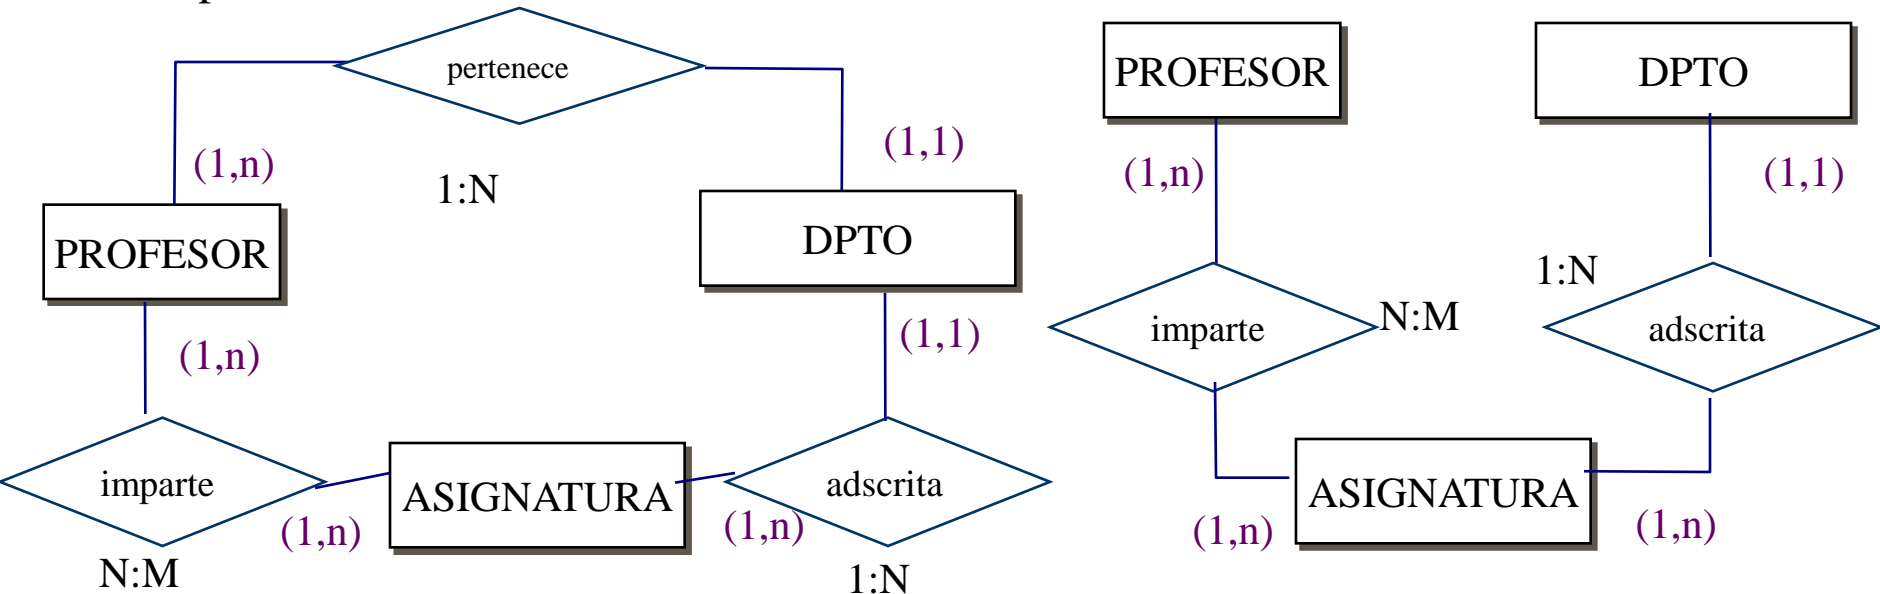 pertenece
(1,n)
(1,1)
1:N
PROFESOR
DPTO
(1,n)
(1,1)
imparte
ASIGNATURA
adscrita
(1,n)
(1,n)
N:M
1:N
PROFESOR
DPTO
(1,n)
(1,1)
1:N
imparte
N:M
adscrita
ASIGNATURA
(1,n)
(1,n)